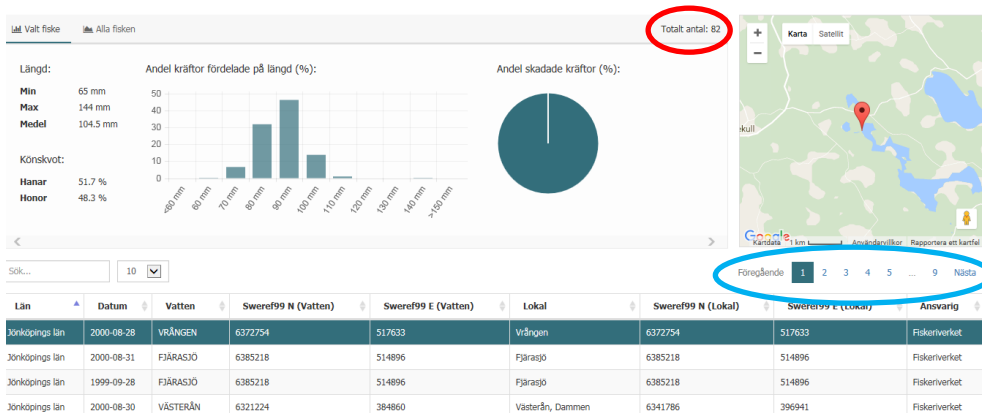 Valt fiske Alla fisken Totalt antal: 82
Längd:
Min 65 mm
Max 144 mm
Medel 104.5 mm
Könskvot:
Hanar 51.7 %
Honor 48.3 %
Andel kräftor fördelade på längd (%):
50
40
30
20
10
0
<60 mm 60 mm 70 mm 80 mm 90 mm 100 mm 110 mm 120 mm 130 mm 140 mm >150 mm
Andel skadade kräftor (%):
+ Karta Satellit
−
ekull
Google
Kartdata 1 km Användarvillkor Rapportera ett kartfel
Sök... 10 Föregående 1 2 3 4 5 ... 9 Nästa
Län Datum Vatten Sweref99 N (Vatten) Sweref99 E (Vatten) Lokal Sweref99 N (Lokal) Sweref99 E (Lokal) Ansvarig
Jönköpings län 2000-08-28 VRÅNGEN 6372754 517633 Vrången 6372754 517633 Fiskeriverket
Jönköpings län 2000-08-31 FJÄRASJÖ 6385218 514896 Fjärasjö 6385218 514896 Fiskeriverket
Jönköpings län 1999-09-28 FJÄRASJÖ 6385218 514896 Fjärasjö 6385218 514896 Fiskeriverket
Jönköpings län 2000-08-30 VÄSTERÅN 6321224 384860 Västerån, Dammen 6341786 396941 Fiskeriverket